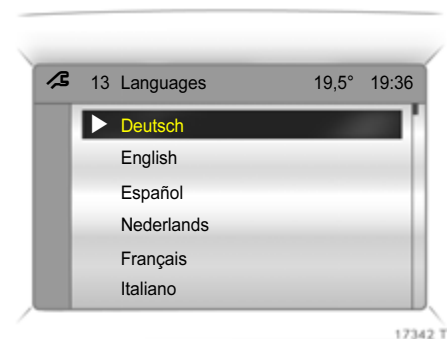 13 Languages 19,5° 19:36
Deutsch
English
Español
Nederlands
Français
Italiano
17342 T